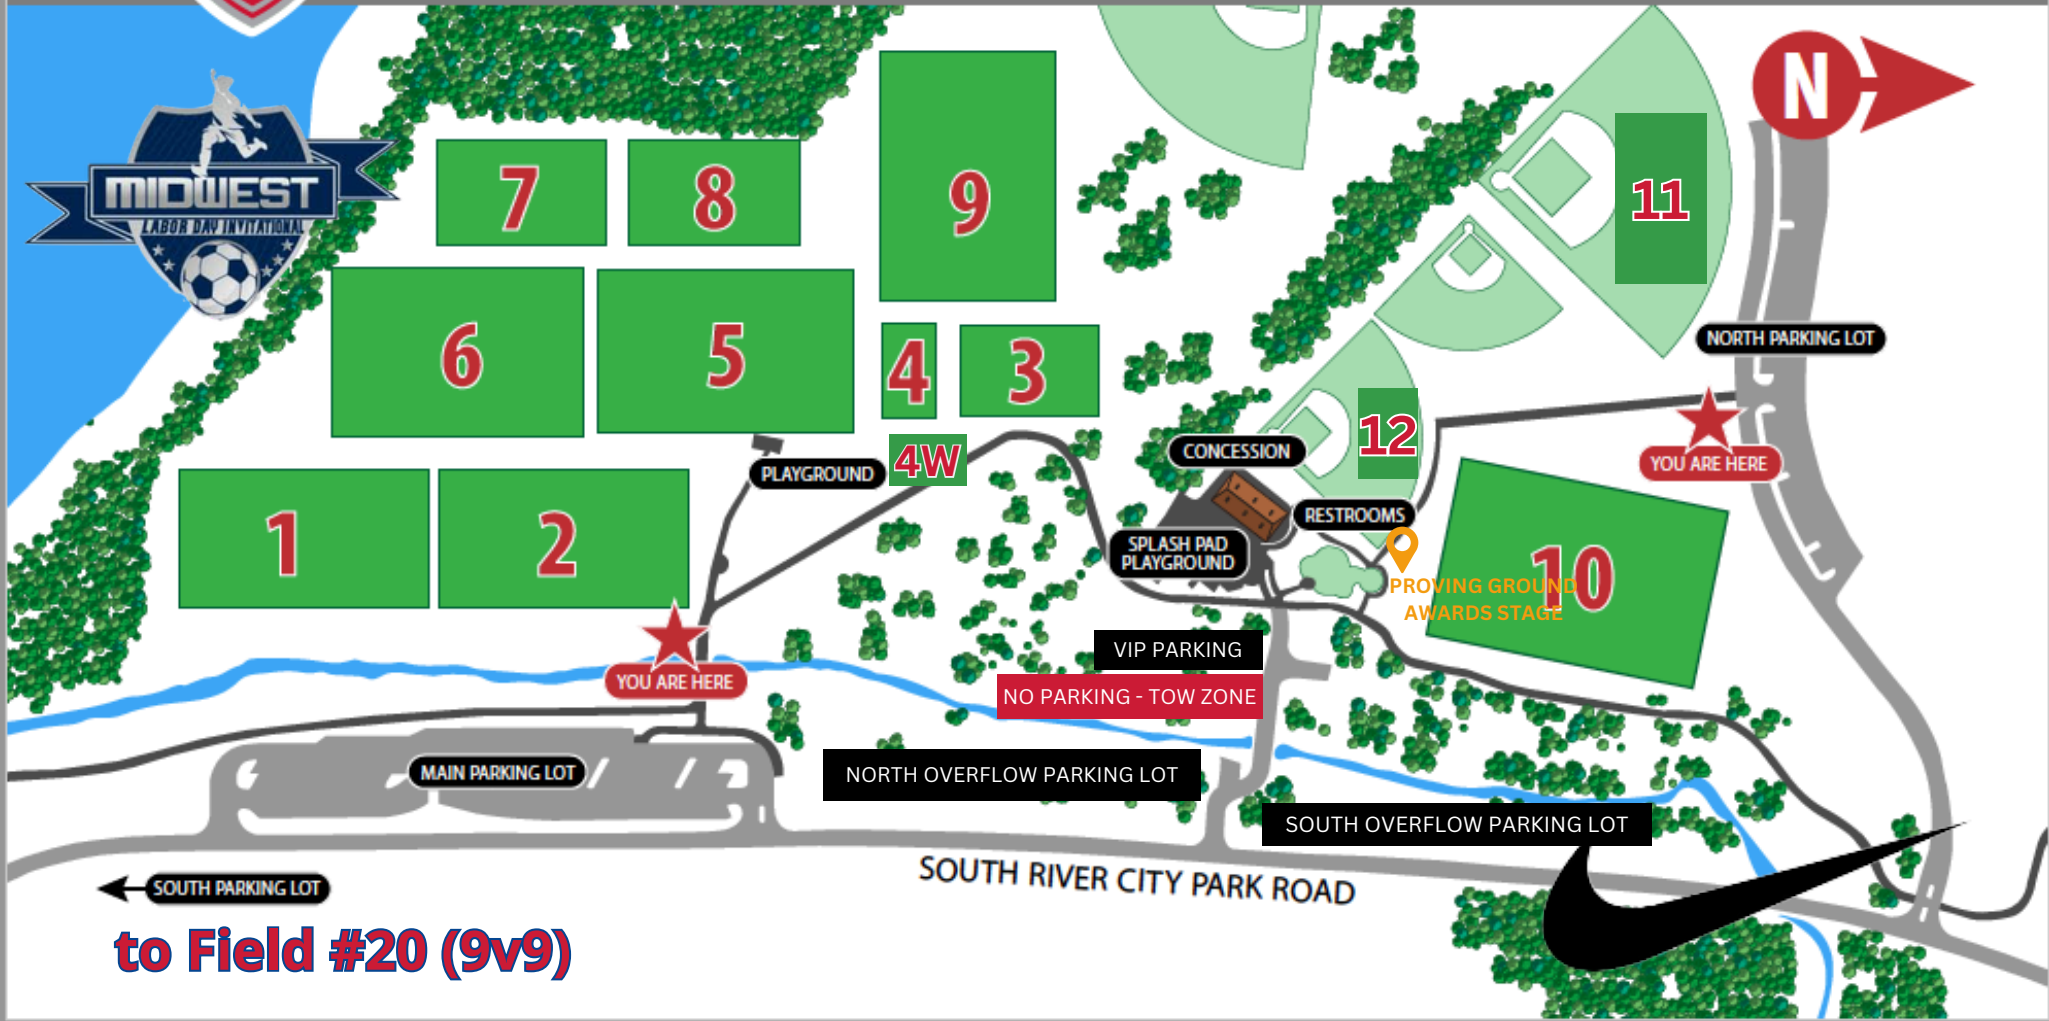 N
MIDWEST
LABOR DAY INVITATIONAL
7
8
9
11
6
5
4
3
NORTH PARKING LOT
12
YOU ARE HERE
CONCESSION
4W
PLAYGROUND
RESTROOMS
SPLASH PAD
PLAYGROUND
1
2
10
PROVING GROUND
AWARDS STAGE
YOU ARE HERE
VIP PARKING
NO PARKING - TOW ZONE
MAIN PARKING LOT
NORTH OVERFLOW PARKING LOT
SOUTH OVERFLOW PARKING LOT
SOUTH RIVER CITY PARK ROAD
SOUTH PARKING LOT
to Field #20 (9v9)